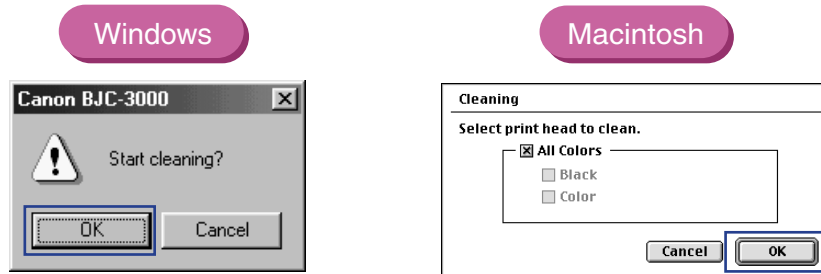 Windows
Canon BJC-3000
Start cleaning?
OK
Cancel
Macintosh
Cleaning
Select print head to clean.
All Colors
Black
Color
Cancel
OK